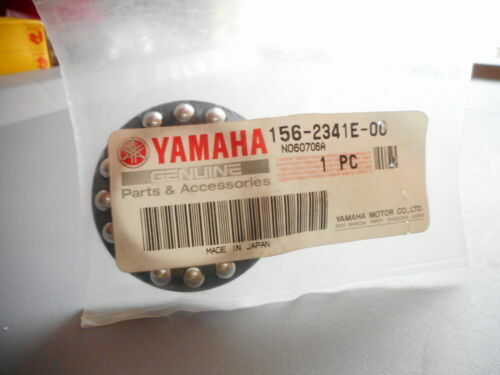 YAMAHA
GENUINE
Parts & Accessories
156-2341E-00
N060706A
1 PC
MADE IN JAPAN
YAMAHA MOTOR CO., LTD.